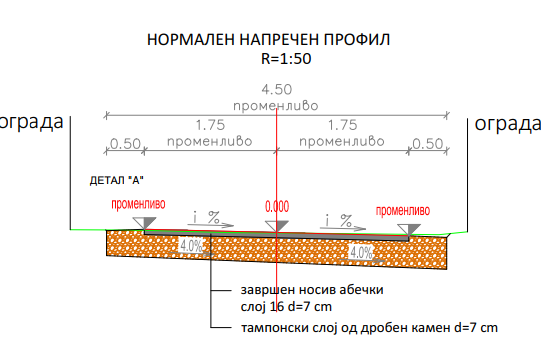 НОРМАЛЕН НАПРЕЧЕН ПРОФИЛ
R=1:50
4.50
променливо
ограда
1.75
1.75
ограда
0.50
променливо
променливо
0.50
ДЕТАЛ "А"
променливо
i %
0.000
i %
променливо
4.0%
4.0%
завршен носив абечки
слој 16 d=7 cm
тампонски слој од дробен камен d=7 cm